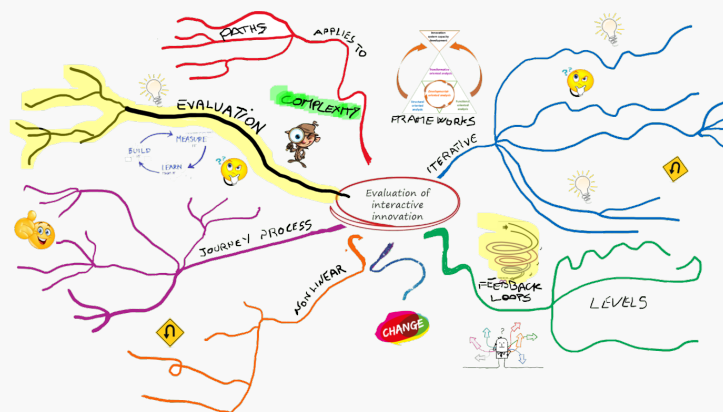 PATHS
APPLIES TO
COMPLEXITY
EVALUATION
MEASURE
BUILD
LEARN
FRAMEWORKS
ITERATIVE
Evaluation of
interactive
innovation
JOURNEY PROCESS
NON LINEAR
CHANGE
FEEDBACK
LOOPS
LEVELS